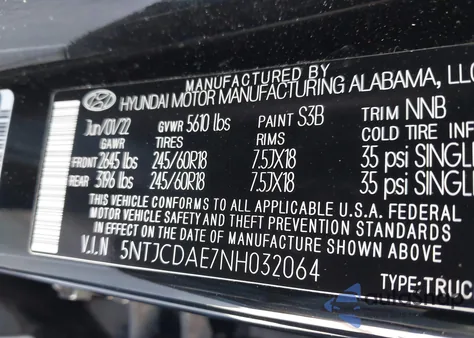 MANUFACTURED BY
HYUNDAI MOTOR MANUFACTURING ALABAMA, LLC
Jun/01/22 GVWR 5610 lbs PAINT S3B TRIM NNB
GAWR TIRES RIMS COLD TIRE INF
FRONT 2645 lbs 245/60R18 7.5JX18 35 psi SINGLE
REAR 3196 lbs 245/60R18 7.5JX18 35 psi SINGLE
THIS VEHICLE CONFORMS TO ALL APPLICABLE U.S.A. FEDERAL
MOTOR VEHICLE SAFETY AND THEFT PREVENTION STANDARDS
IN EFFECT ON THE DATE OF MANUFACTURE SHOWN ABOVE
V.I.N 5NTJCDAE7NH032064
TYPE:TRUC
autoshop